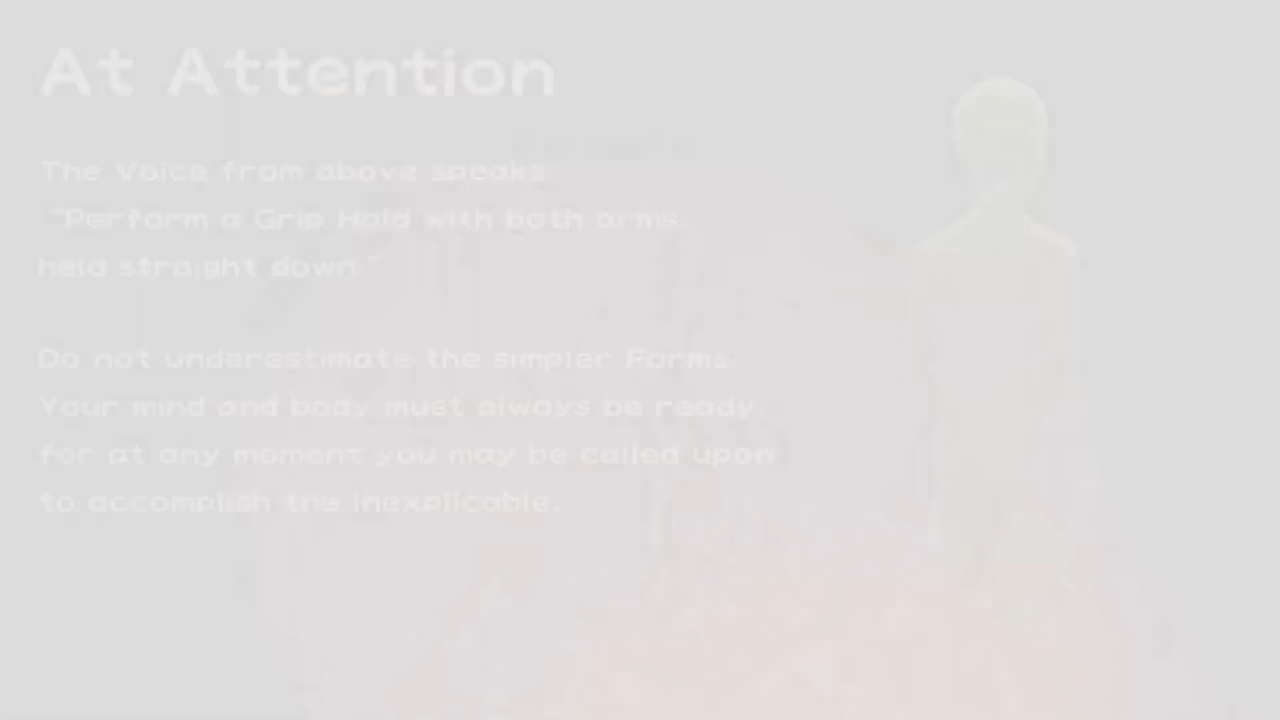 At Attention
The Voice from above speaks:
"Perform a Grip Hold with both arms
held straight down"
Do not underestimate the simpler Forms.
Your mind and body must always be ready,
for at any moment you may be called upon
to accomplish the inexplicable.